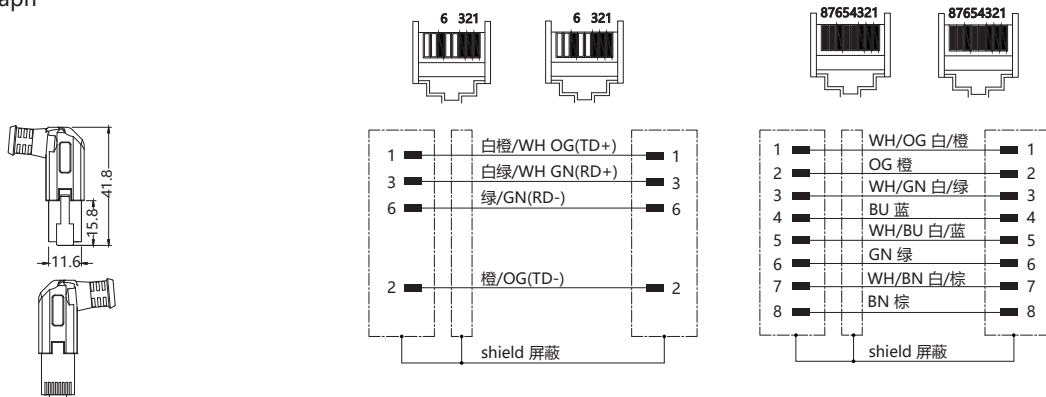 aph
41.8
15.8
11.6
6 321
6 321
1 白橙/WH OG(TD+) 1
3 白绿/WH GN(RD+) 3
6 绿/GN(RD-) 6
2 橙/OG(TD-) 2
shield 屏蔽
87654321
87654321
1 WH/OG 白/橙 1
2 OG 橙 2
3 WH/GN 白/绿 3
4 BU 蓝 4
5 WH/BU 白/蓝 5
6 GN 绿 6
7 WH/BN 白/棕 7
8 BN 棕 8
shield 屏蔽